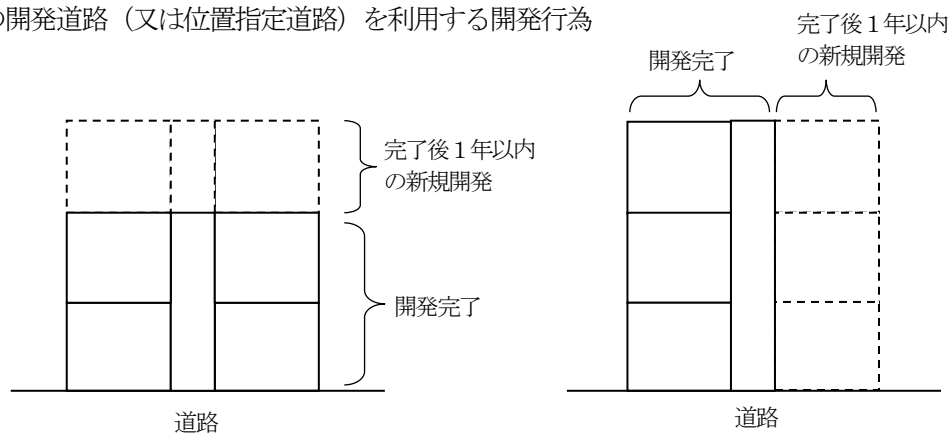 の開発道路（又は位置指定道路）を利用する開発行為
完了後１年以内
の新規開発
開発完了
道路
開発完了
完了後１年以内
の新規開発
道路